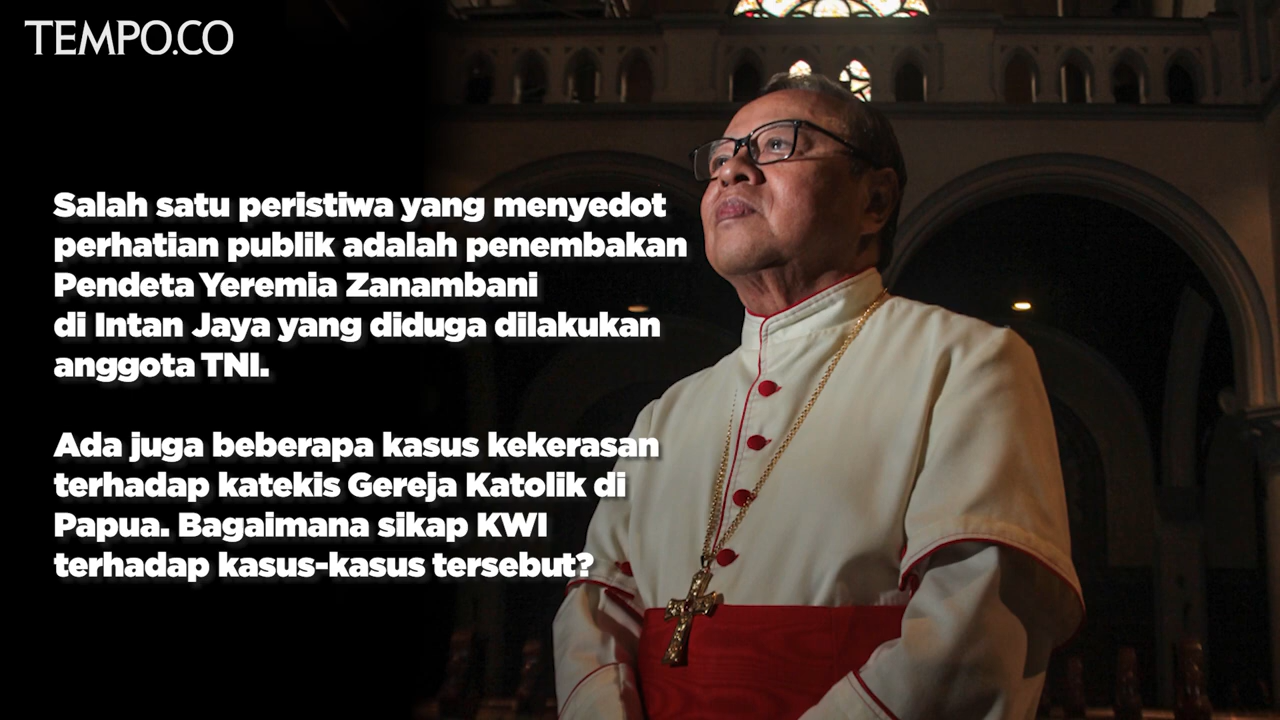 TEMPO.CO
Salah satu peristiwa yang menyedot
perhatian publik adalah penembakan
Pendeta Yeremia Zanambani
di Intan Jaya yang diduga dilakukan
anggota TNI.
Ada juga beberapa kasus kekerasan
terhadap katekis Gereja Katolik di
Papua. Bagaimana sikap KWI
terhadap kasus-kasus tersebut?